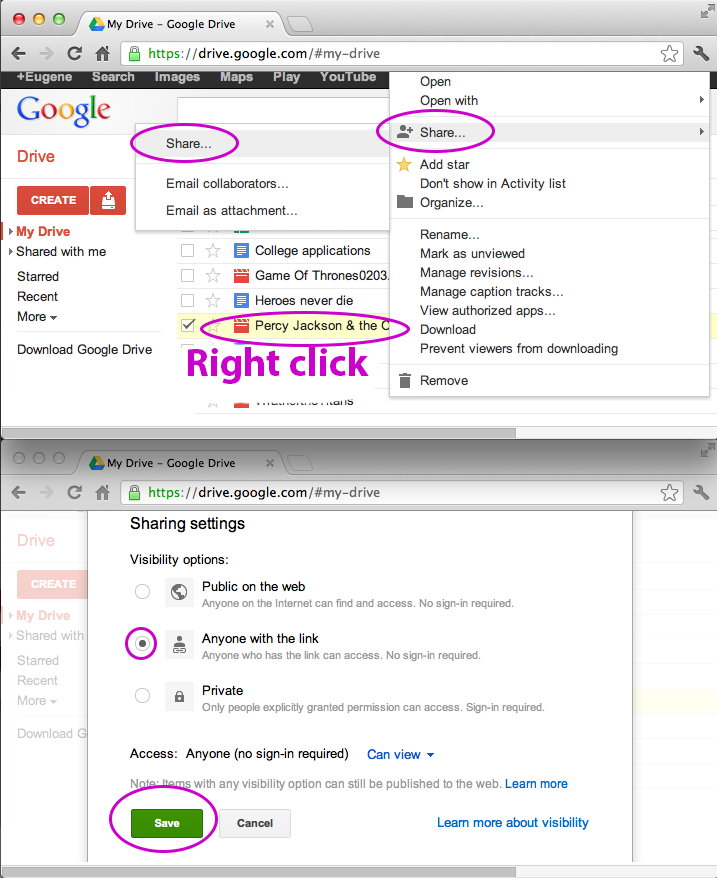 My Drive – Google Drive
https://drive.google.com/#my-drive
+Eugene Search Images Maps Play YouTube
Google
Drive
CREATE
My Drive
Shared with me
Starred
Recent
More
Download Google Drive
Share...
Email collaborators...
Email as attachment...
College applications
Game Of Thrones0203.
Heroes never die
Percy Jackson & the C
Right click
Open
Open with
Share...
Add star
Don't show in Activity list
Organize...
Rename...
Mark as unviewed
Manage revisions...
Manage caption tracks...
View authorized apps...
Download
Prevent viewers from downloading
Remove
My Drive – Google Drive
https://drive.google.com/#my-drive
Drive
CREATE
My Drive
Shared with
Starred
Recent
More
Download G
Sharing settings
Visibility options:
Public on the web
Anyone on the Internet can find and access. No sign-in required.
Anyone with the link
Anyone who has the link can access. No sign-in required.
Private
Only people explicitly granted permission can access. Sign-in required.
Access: Anyone (no sign-in required) Can view
Note: Items with any visibility option can still be published to the web. Learn more
Save Cancel Learn more about visibility